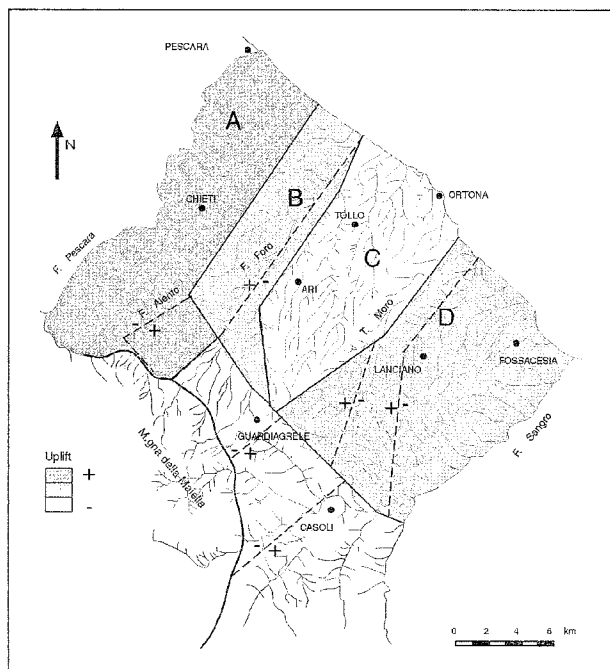 PESCARA
A
N
B
CHIETI
ORTONA
TOLLO
F. Pescara
F. Foro
C
+ -
ARI
F. Alento
- +
T. Moro
D
LANCIANO
FOSSACESIA
+ -
+ -
GUARDIAGRELE
- +
M.gna della Maiella
F. Sangro
Uplift
+
-
CASOLI
- +
0 2 4 6 km